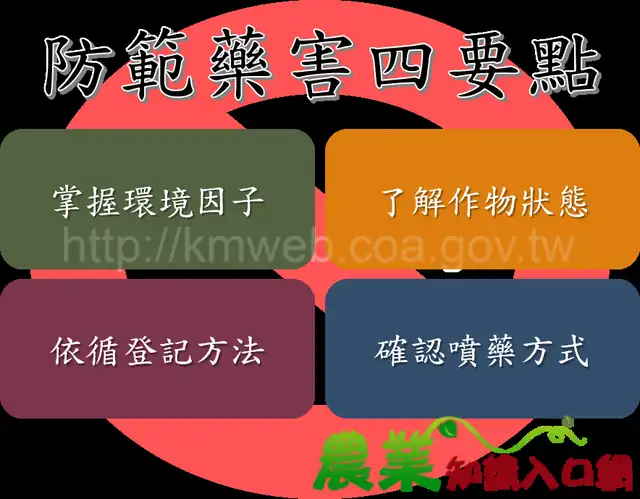 防範藥害四要點
掌握環境因子
了解作物狀態
http://kmweb.coa.gov.tw
依循登記方法
確認噴藥方式
農業知識入口網